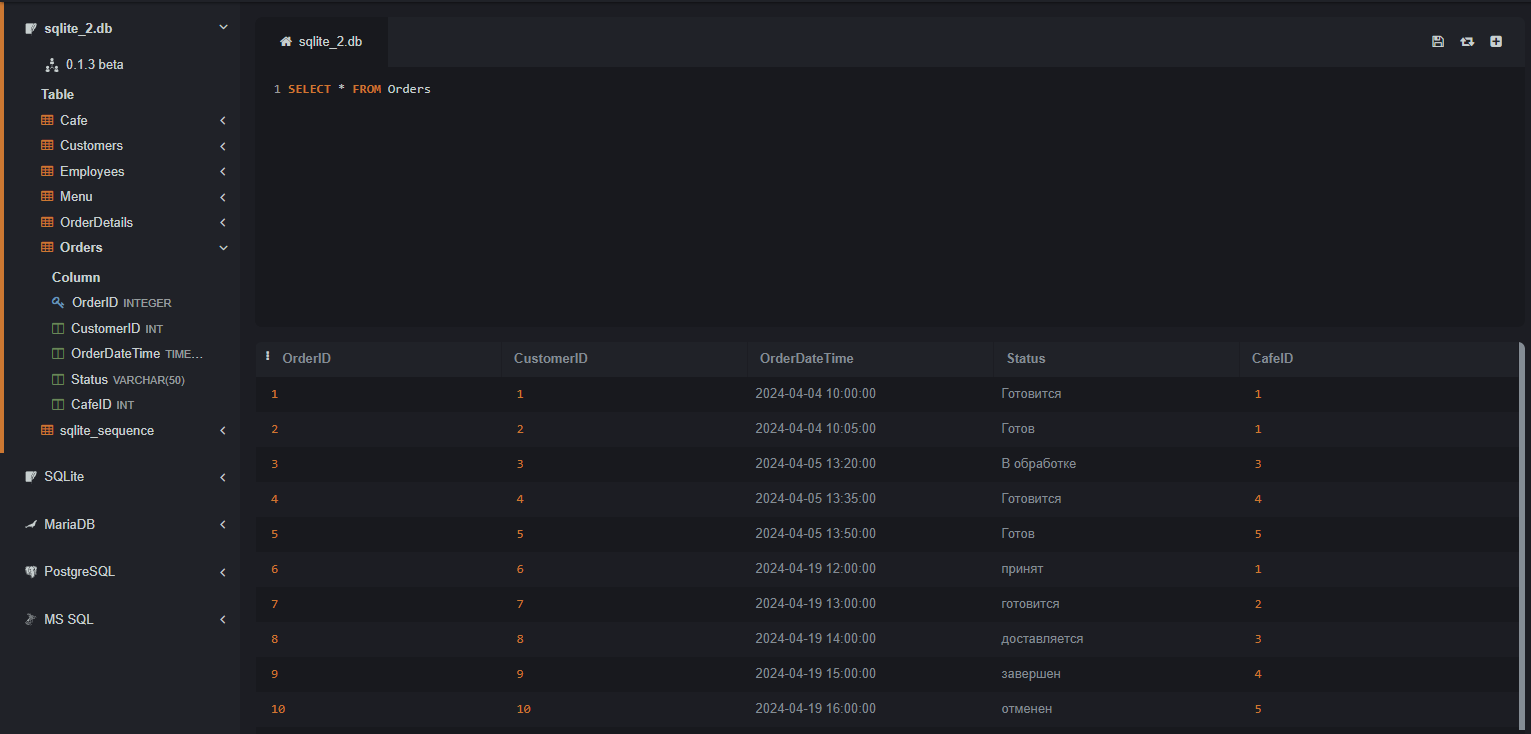 sqlite_2.db
0.1.3 beta
Table
Cafe
Customers
Employees
Menu
OrderDetails
Orders
Column
OrderID INTEGER
CustomerID INT
OrderDateTime TIME...
Status VARCHAR(50)
CafeID INT
sqlite_sequence
SQLite
MariaDB
PostgreSQL
MS SQL
sqlite_2.db
1 SELECT * FROM Orders
OrderID CustomerID OrderDateTime Status CafeID
1 1 2024-04-04 10:00:00 Готовится 1
2 2 2024-04-04 10:05:00 Готов 1
3 3 2024-04-05 13:20:00 В обработке 3
4 4 2024-04-05 13:35:00 Готовится 4
5 5 2024-04-05 13:50:00 Готов 5
6 6 2024-04-19 12:00:00 принят 1
7 7 2024-04-19 13:00:00 готовится 2
8 8 2024-04-19 14:00:00 доставляется 3
9 9 2024-04-19 15:00:00 завершен 4
10 10 2024-04-19 16:00:00 отменен 5